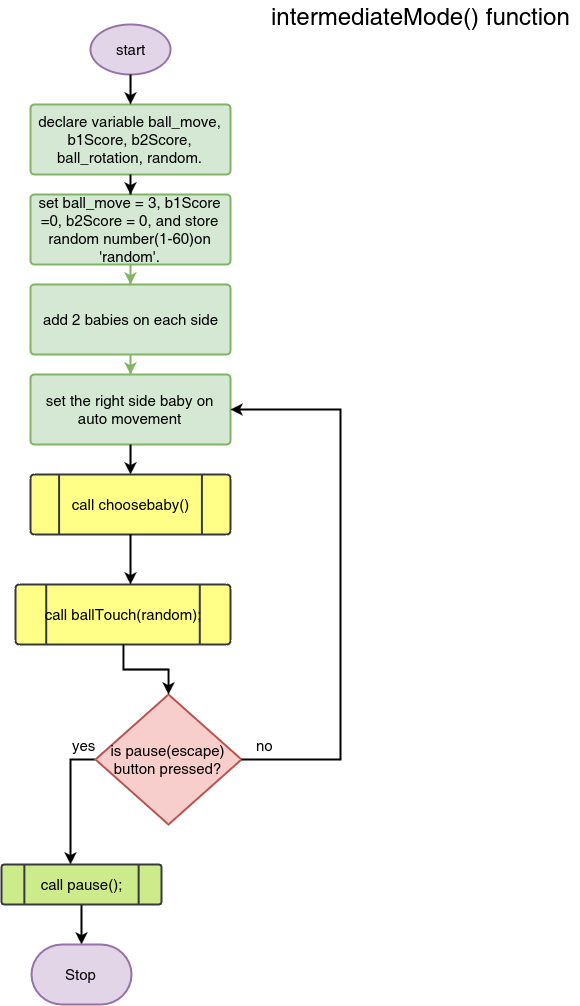 intermediateMode() function
start
declare variable ball_move,
b1Score, b2Score,
ball_rotation, random.
set ball_move = 3, b1Score
=0, b2Score = 0, and store
random number(1-60)on
'random'.
add 2 babies on each side
set the right side baby on
auto movement
call choosebaby()
call ballTouch(random);
is pause(escape)
button pressed?
yes
no
call pause();
Stop